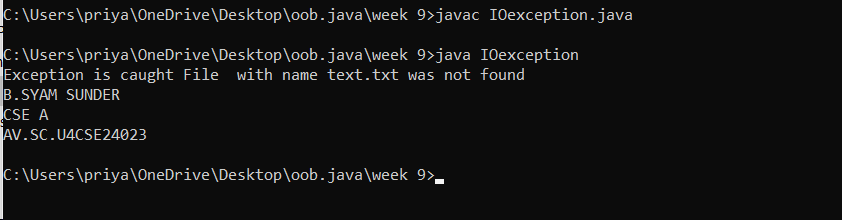 C:\Users\priya\OneDrive\Desktop\oob.java\week 9>javac IOexception.java
C:\Users\priya\OneDrive\Desktop\oob.java\week 9>java IOexception
Exception is caught File  with name text.txt was not found
B.SYAM SUNDER
CSE A
AV.SC.U4CSE24023
C:\Users\priya\OneDrive\Desktop\oob.java\week 9>